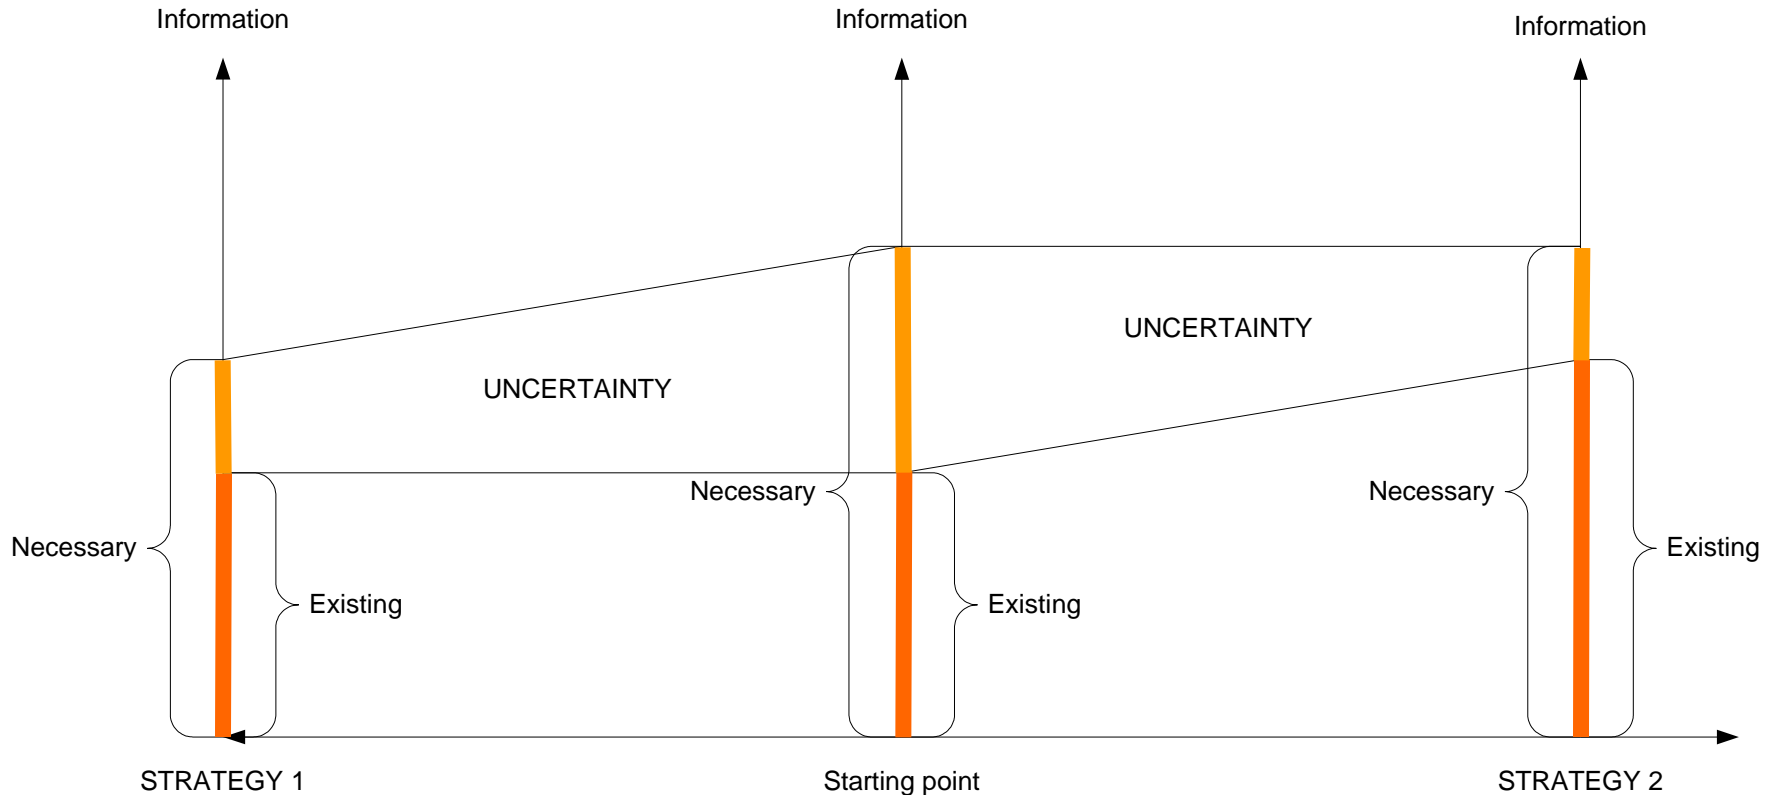 Information
Information
Information
UNCERTAINTY
UNCERTAINTY
Necessary
Necessary
Necessary
Existing
Existing
Existing
STRATEGY 1
Starting point
STRATEGY 2